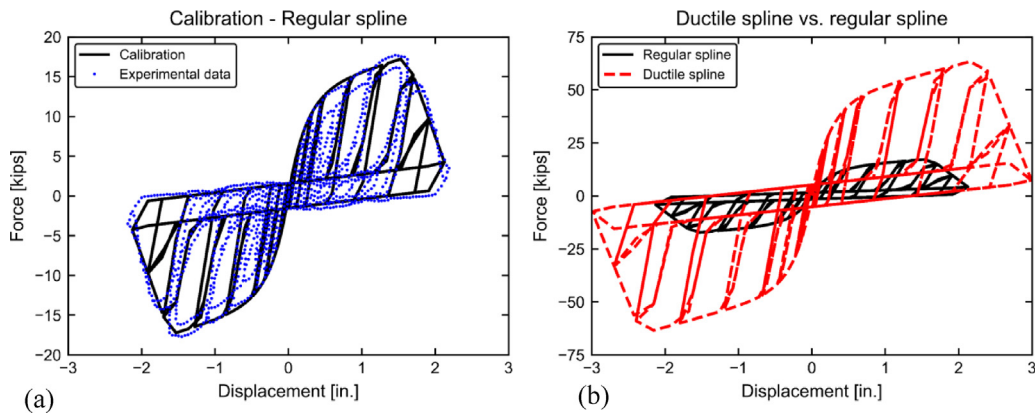 Calibration - Regular spline
20
15
10
5
0
−5
−10
−15
−20
Force [kips]
Calibration
Experimental data
−3 −2 −1 0 1 2 3
Displacement [in.]
(a)
Ductile spline vs. regular spline
75
50
25
0
−25
−50
−75
Force [kips]
Regular spline
Ductile spline
−3 −2 −1 0 1 2 3
Displacement [in.]
(b)